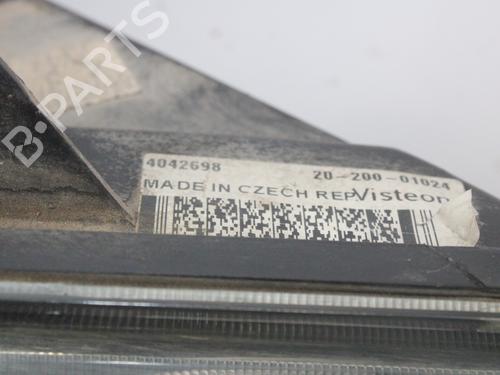 B-PARTS
4042698 20-200-01024
MADE IN CZECH REP Visteon